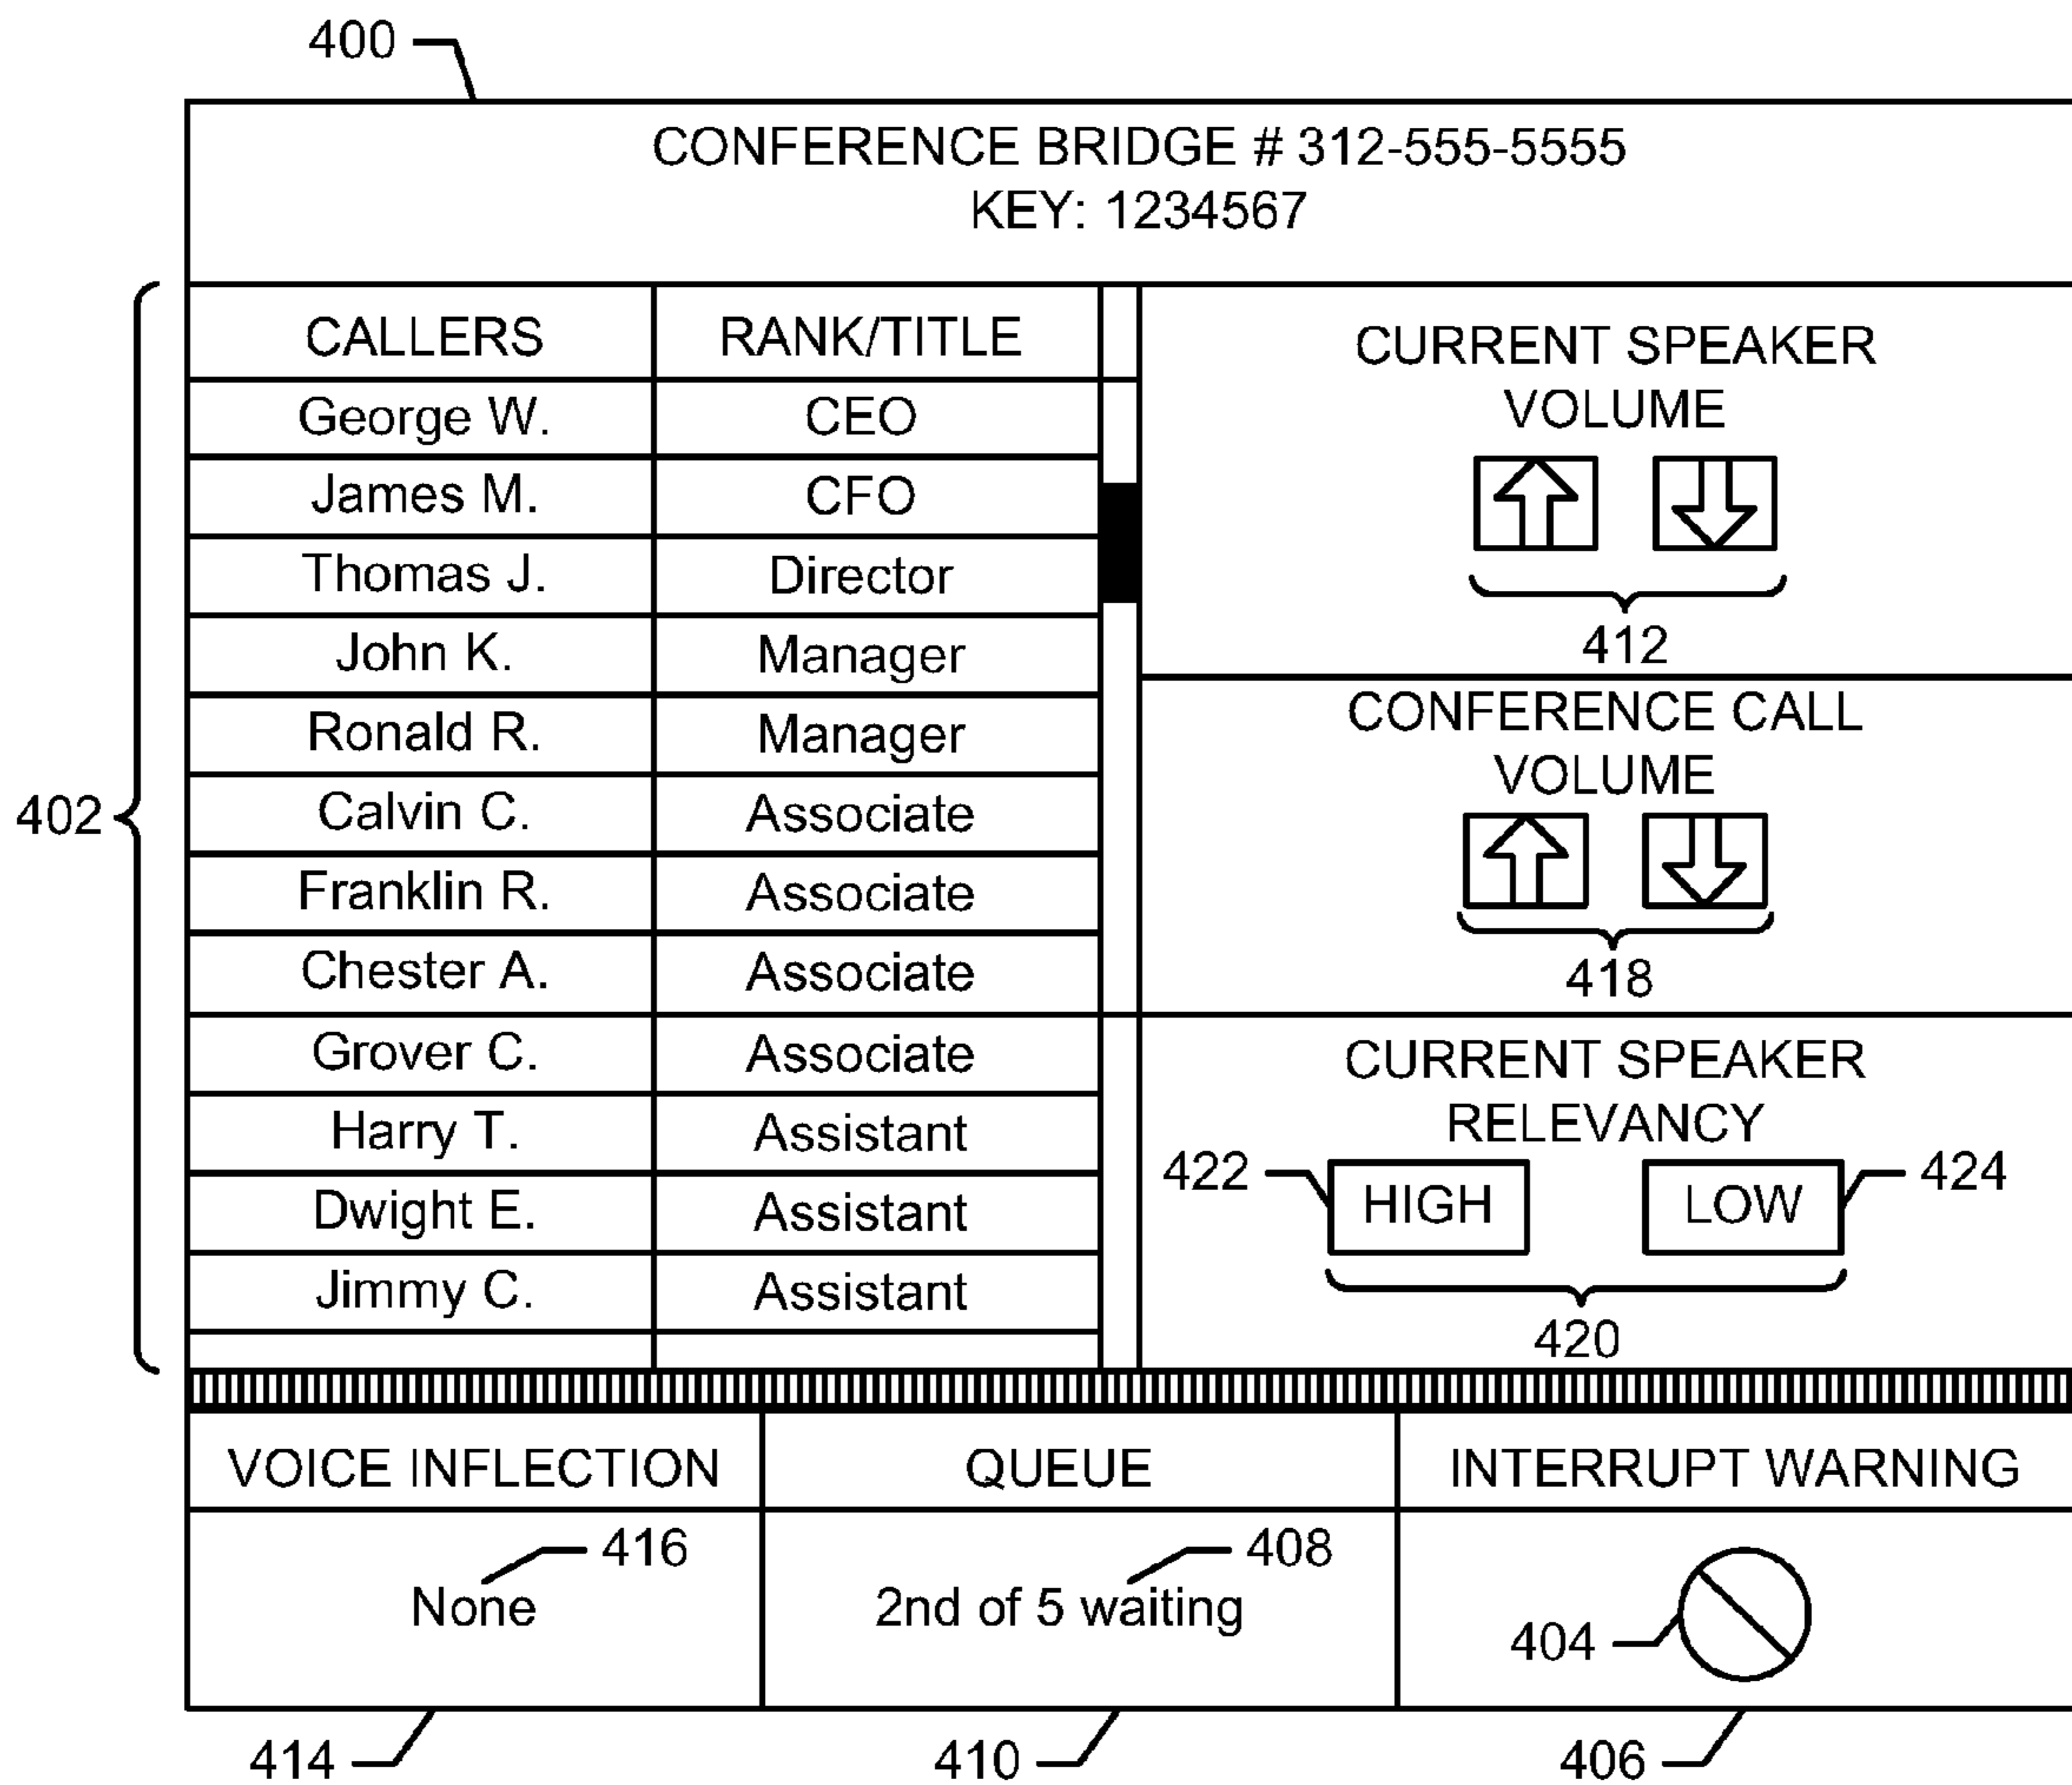 400
CONFERENCE BRIDGE # 312-555-5555
KEY: 1234567
402
CALLERS RANK/TITLE
George W. CEO
James M. CFO
Thomas J. Director
John K. Manager
Ronald R. Manager
Calvin C. Associate
Franklin R. Associate
Chester A. Associate
Grover C. Associate
Harry T. Assistant
Dwight E. Assistant
Jimmy C. Assistant
CURRENT SPEAKER
VOLUME
412
CONFERENCE CALL
VOLUME
418
CURRENT SPEAKER
RELEVANCY
422 HIGH LOW 424
420
VOICE INFLECTION QUEUE INTERRUPT WARNING
416 408
None 2nd of 5 waiting
404
414 410 406